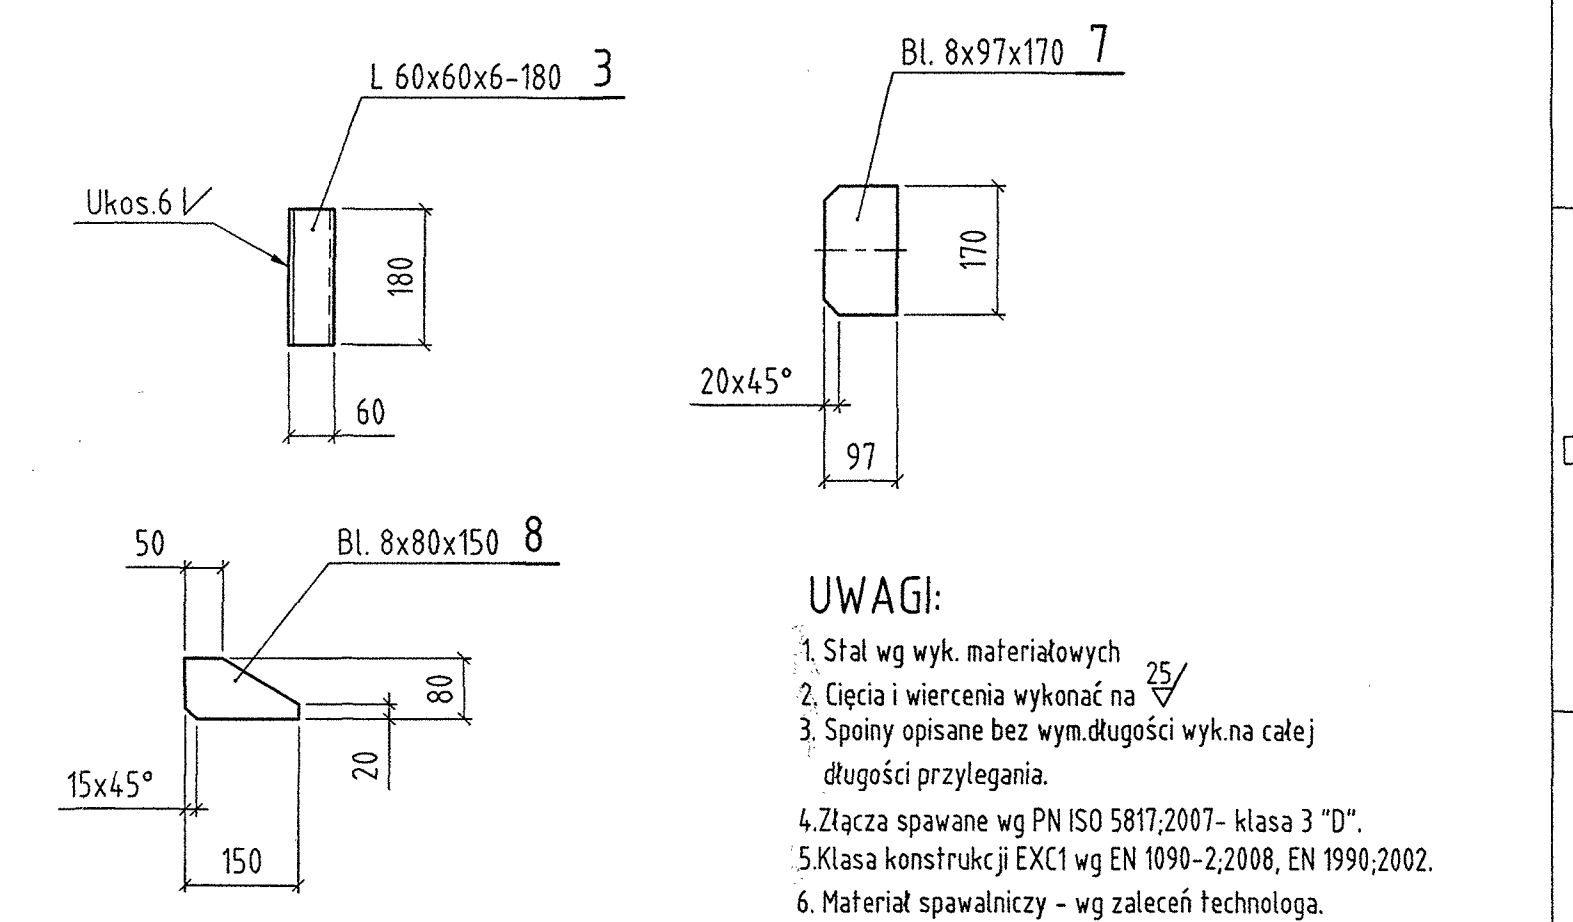 L 60x60x6-180 3
Ukos.6
180
60
Bl. 8x97x170 7
170
20x45°
97
50
Bl. 8x80x150 8
80
20
15x45°
150
UWAGI:
1. Stal wg wyk. materiałowych
2. Cięcia i wiercenia wykonać na 25
3. Spoiny opisane bez wym.długości wyk.na całej
długości przylegania.
4.Złącza spawane wg PN ISO 5817;2007- klasa 3 "D".
5.Klasa konstrukcji EXC1 wg EN 1090-2;2008, EN 1990;2002.
6. Materiał spawalniczy - wg zaleceń technologa.